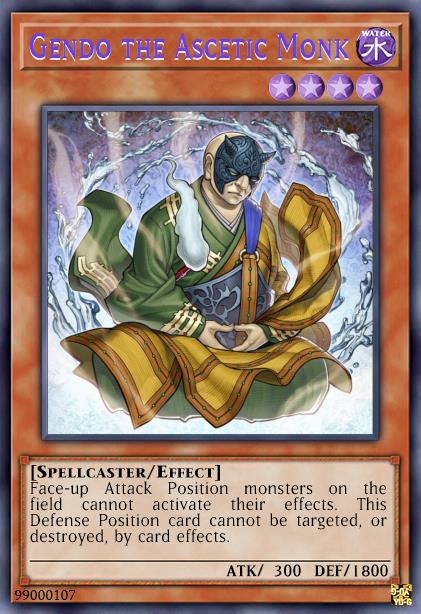 Gendo the Ascetic Monk
WATER
水
[Spellcaster/Effect]
Face-up Attack Position monsters on the
field cannot activate their effects. This
Defense Position card cannot be targeted, or
destroyed, by card effects.
ATK/ 300 DEF/1800
99000107